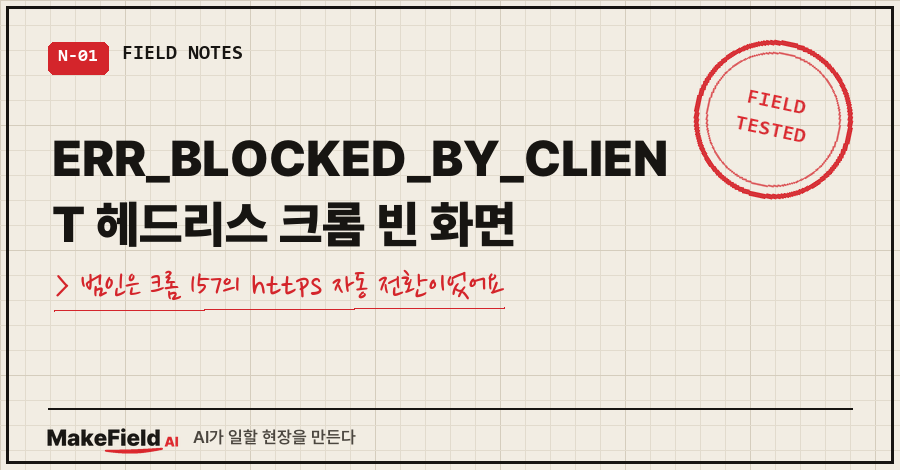 N-01 FIELD NOTES
FIELD
TESTED
ERR_BLOCKED_BY_CLIEN
T 헤드리스 크롬 빈 화면
> 범인은 크롬 157의 https 자동 전환이었어요
MakeField AI AI가 일할 현장을 만든다